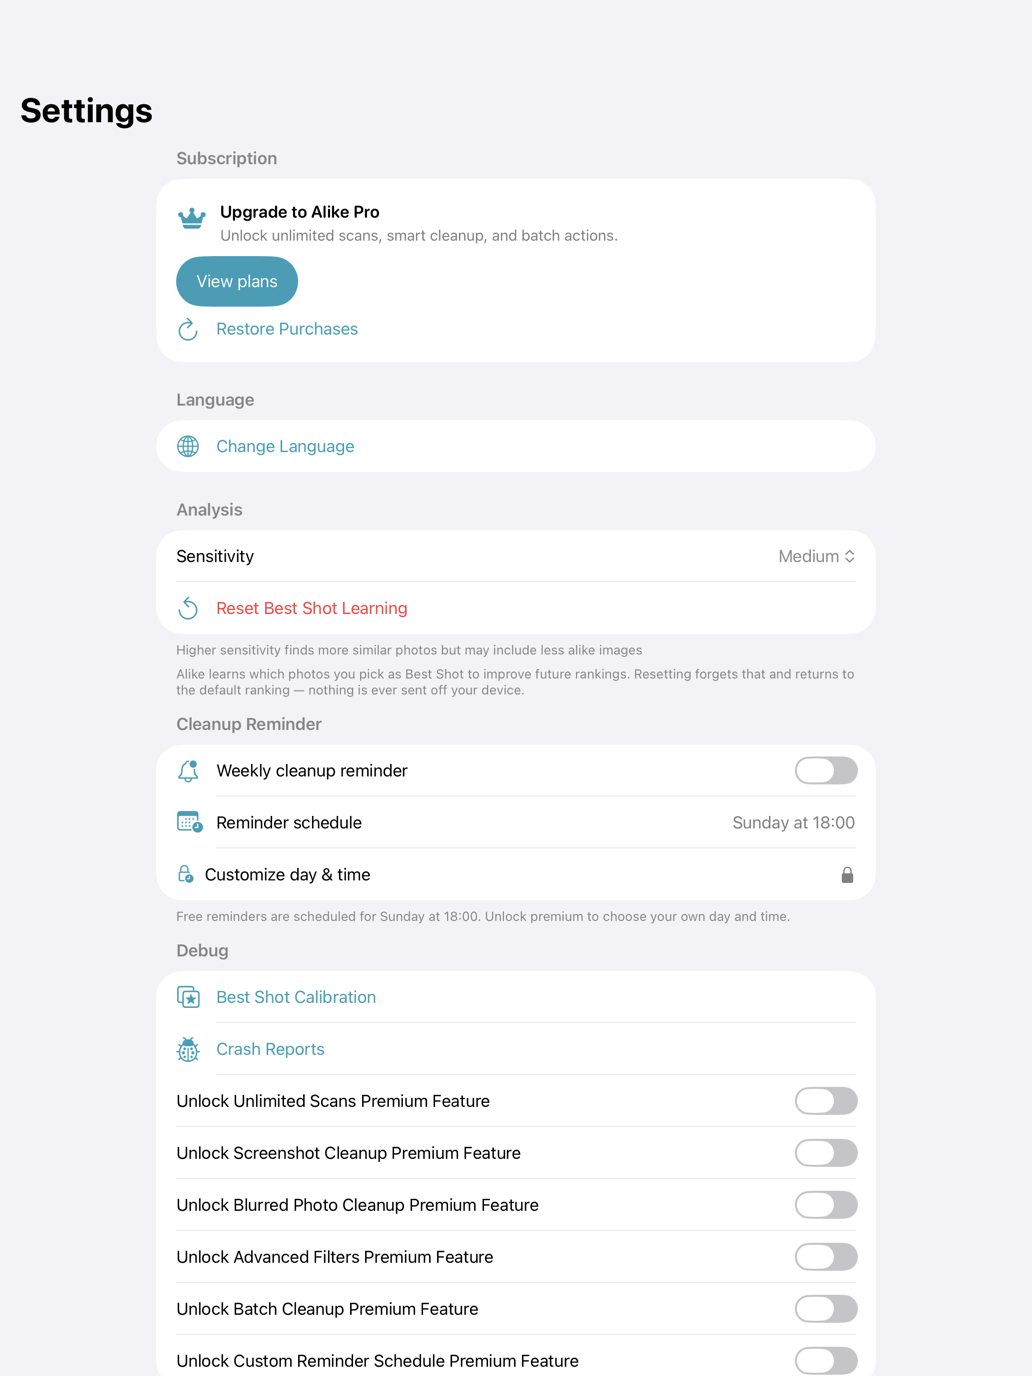 Settings
Subscription
Upgrade to Alike Pro
Unlock unlimited scans, smart cleanup, and batch actions.
View plans
Restore Purchases
Language
Change Language
Analysis
Sensitivity
Medium
Reset Best Shot Learning
Higher sensitivity finds more similar photos but may include less alike images
Alike learns which photos you pick as Best Shot to improve future rankings. Resetting forgets that and returns to
the default ranking — nothing is ever sent off your device.
Cleanup Reminder
Weekly cleanup reminder
Reminder schedule
Sunday at 18:00
Customize day & time
Free reminders are scheduled for Sunday at 18:00. Unlock premium to choose your own day and time.
Debug
Best Shot Calibration
Crash Reports
Unlock Unlimited Scans Premium Feature
Unlock Screenshot Cleanup Premium Feature
Unlock Blurred Photo Cleanup Premium Feature
Unlock Advanced Filters Premium Feature
Unlock Batch Cleanup Premium Feature
Unlock Custom Reminder Schedule Premium Feature